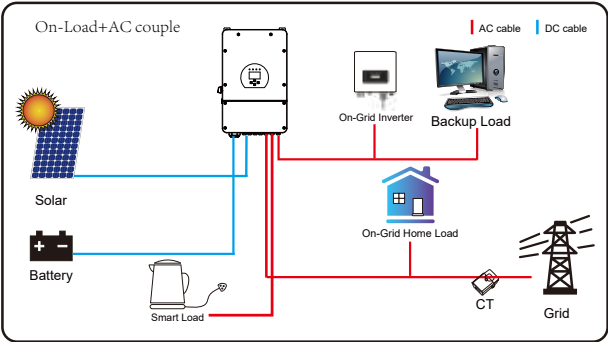 On-Load+AC couple
AC cable
DC cable
On-Grid Inverter
Backup Load
Solar
On-Grid Home Load
Battery
Smart Load
CT
Grid